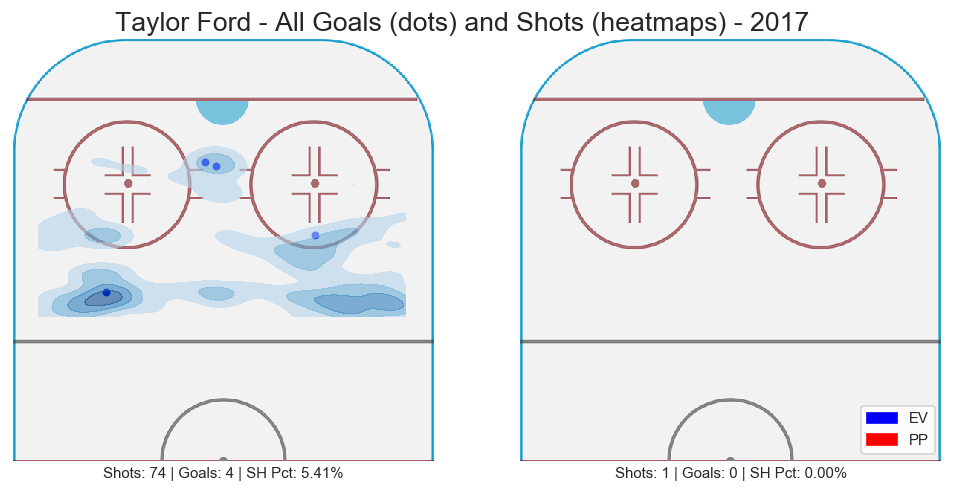 Taylor Ford - All Goals (dots) and Shots (heatmaps) - 2017
EV
PP
Shots: 74 | Goals: 4 | SH Pct: 5.41%
Shots: 1 | Goals: 0 | SH Pct: 0.00%